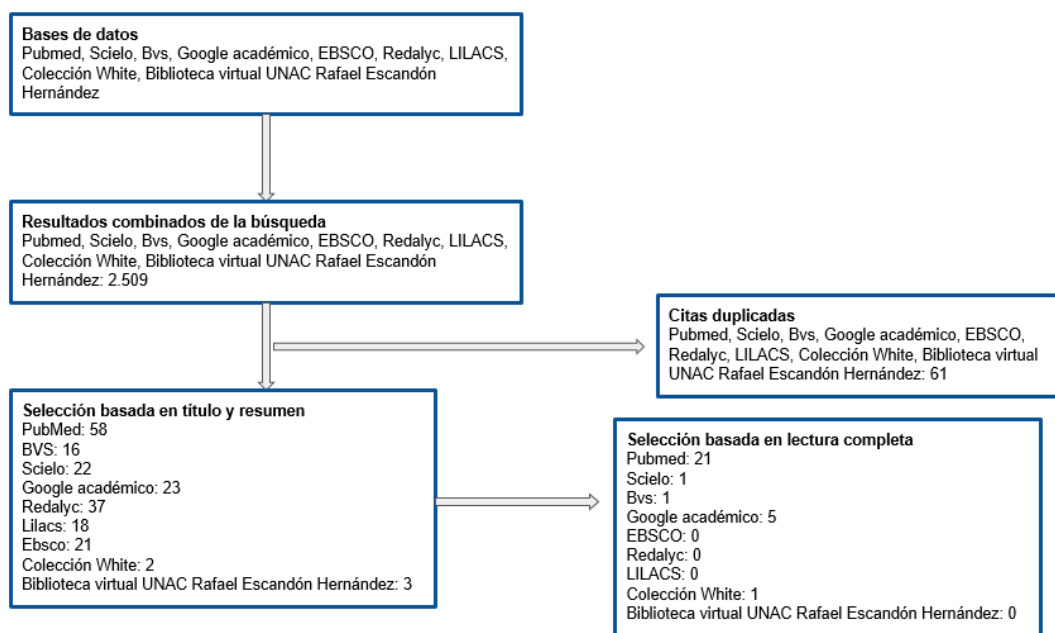 Bases de datos
Pubmed, Scielo, Bvs, Google académico, EBSCO, Redalyc, LILACS,
Colección White, Biblioteca virtual UNAC Rafael Escandón
Hernández
Resultados combinados de la búsqueda
Pubmed, Scielo, Bvs, Google académico, EBSCO, Redalyc, LILACS,
Colección White, Biblioteca virtual UNAC Rafael Escandón
Hernández: 2.509
Citas duplicadas
Pubmed, Scielo, Bvs, Google académico, EBSCO,
Redalyc, LILACS, Colección White, Biblioteca virtual
UNAC Rafael Escandón Hernández: 61
Selección basada en título y resumen
PubMed: 58
BVS: 16
Scielo: 22
Google académico: 23
Redalyc: 37
Lilacs: 18
Ebsco: 21
Colección White: 2
Biblioteca virtual UNAC Rafael Escandón Hernández: 3
Selección basada en lectura completa
Pubmed: 21
Scielo: 1
Bvs: 1
Google académico: 5
EBSCO: 0
Redalyc: 0
LILACS: 0
Colección White: 1
Biblioteca virtual UNAC Rafael Escandón Hernández: 0